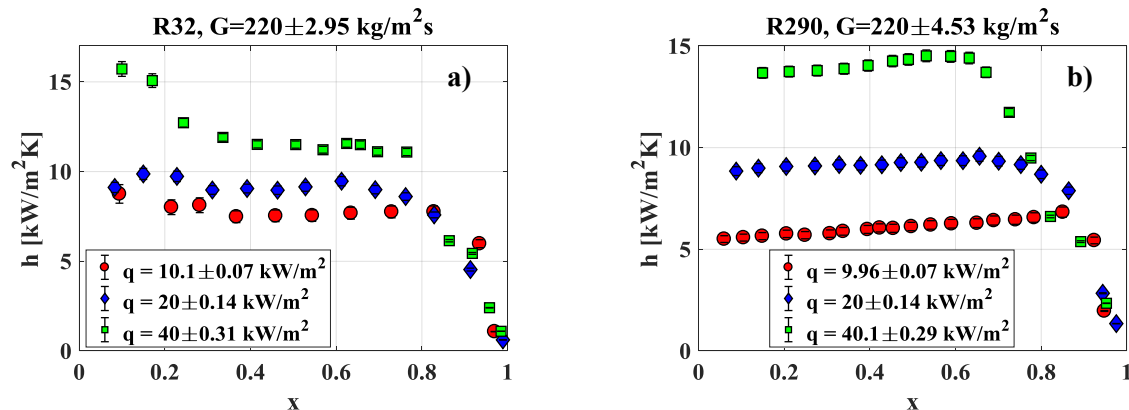 R32, G=220±2.95 kg/m²s
a)
h [kW/m²K]
15
10
5
0
q = 10.1±0.07 kW/m²
q = 20±0.14 kW/m²
q = 40±0.31 kW/m²
0 0.2 0.4 0.6 0.8 1
x
R290, G=220±4.53 kg/m²s
b)
h [kW/m²K]
15
10
5
0
q = 9.96±0.07 kW/m²
q = 20±0.14 kW/m²
q = 40.1±0.29 kW/m²
0 0.2 0.4 0.6 0.8 1
x